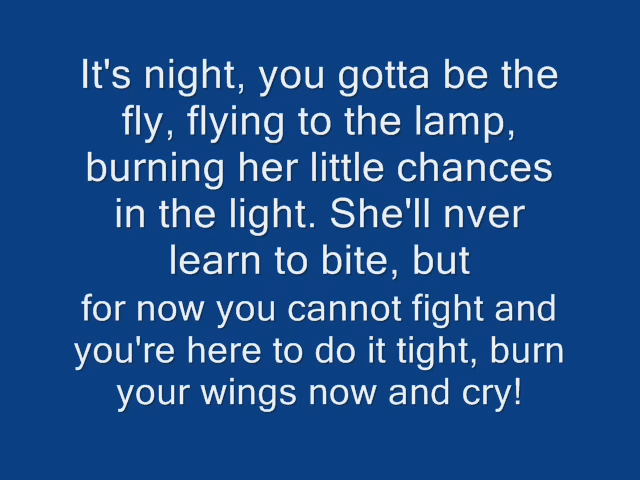 It's night, you gotta be the
fly, flying to the lamp,
burning her little chances
in the light. She'll nver
learn to bite, but
for now you cannot fight and
you're here to do it tight, burn
your wings now and cry!